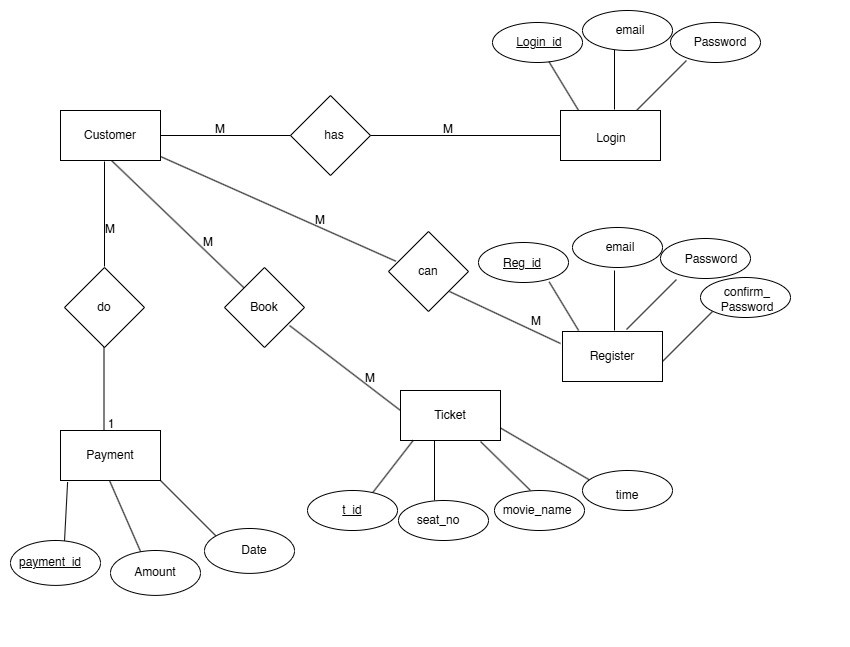 Login_id
email
Password
Customer
M
has
M
Login
M
M
M
can
Reg_id
email
Password
confirm_
Password
do
Book
M
Register
M
1
Ticket
Payment
t_id
seat_no
movie_name
time
payment_id
Amount
Date